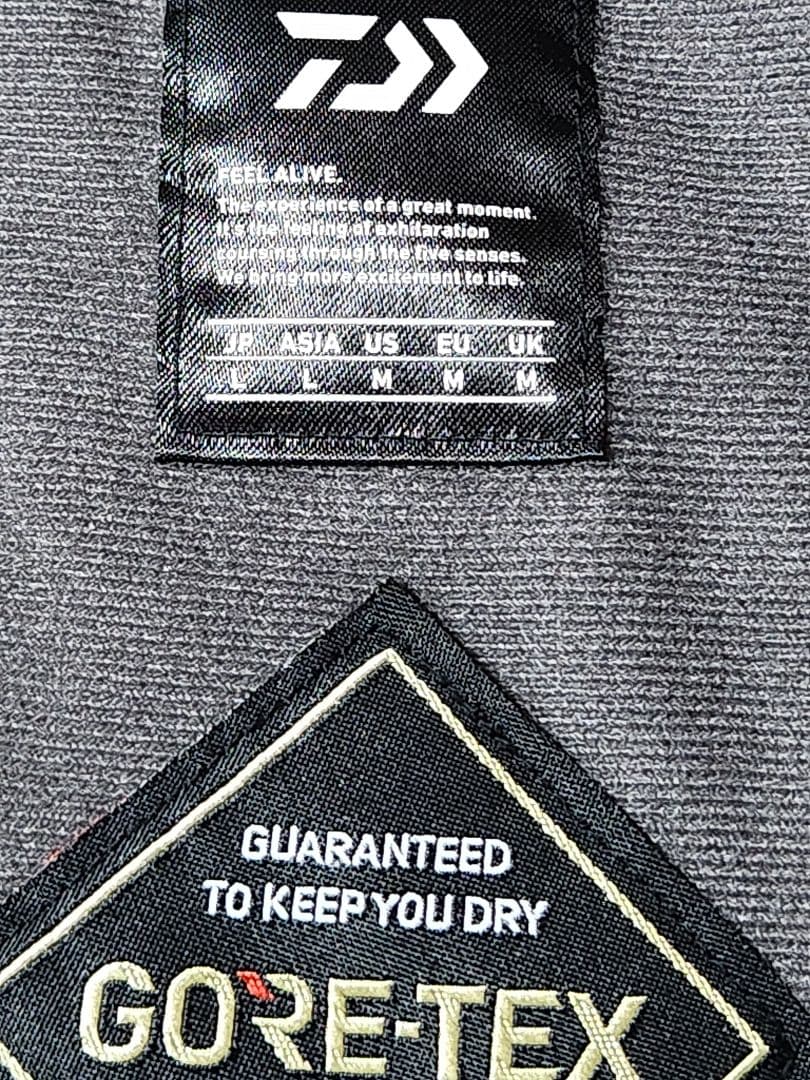 FEEL ALIVE.
The experience of a great moment.
It's the feeling of exhilaration
coursing through the five senses.
We bring more excitement to life.
JP ASIA US EU UK
L L M M M
GUARANTEED
TO KEEP YOU DRY
GORE-TEX